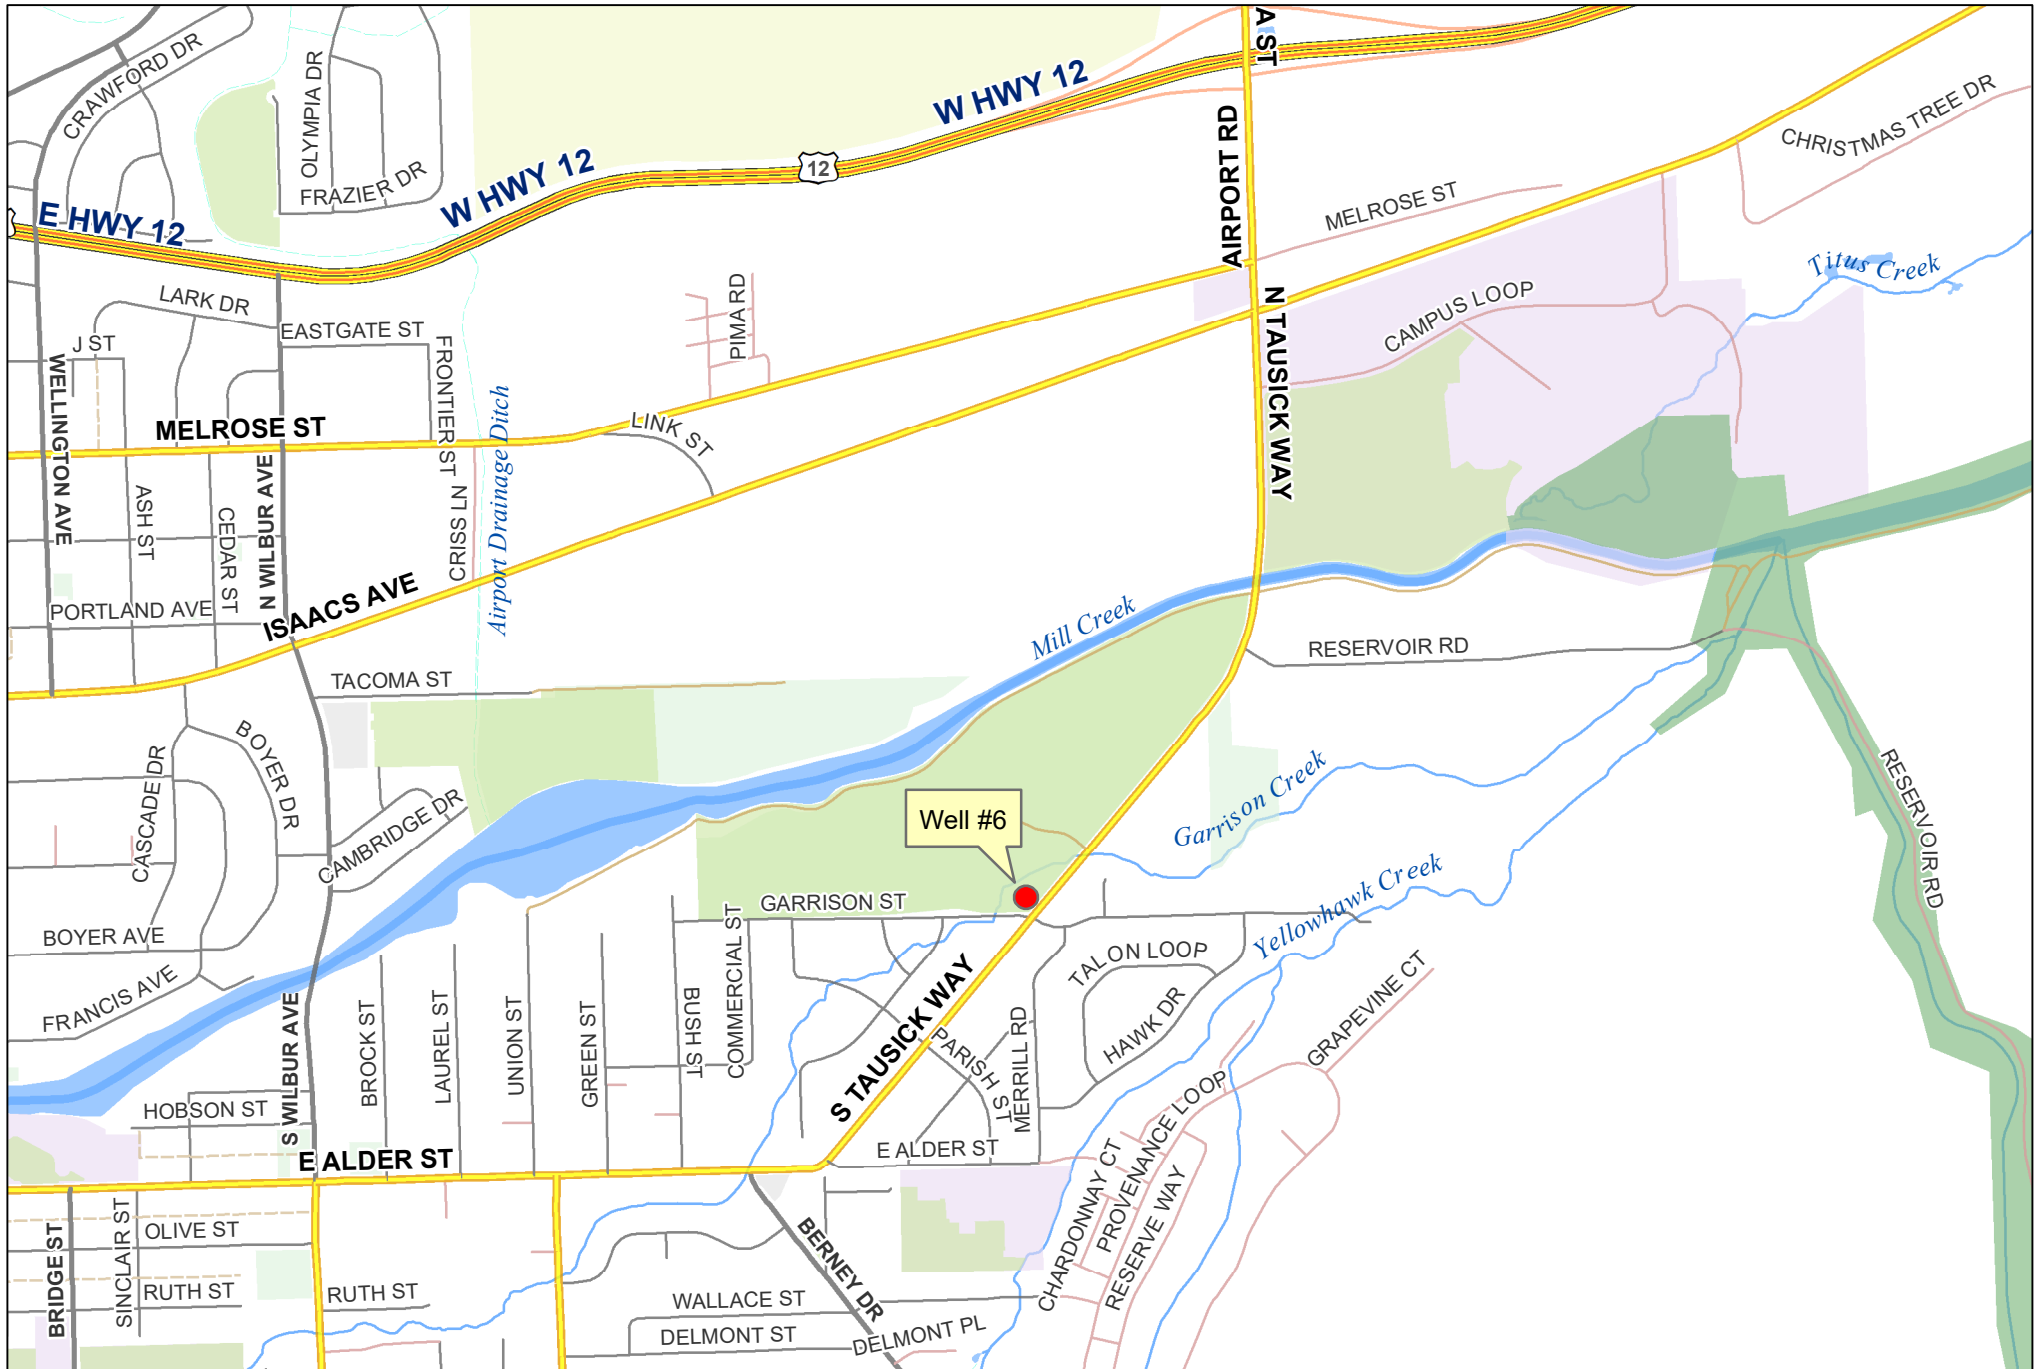 CRAWFORD DR
OLYMPIA DR
FRAZIER DR
E HWY 12
W HWY 12
12
W HWY 12
A ST
AIRPORT RD
MELROSE ST
CHRISTMAS TREE DR
Titus Creek
CAMPUS LOOP
N TAUSICK WAY
LARK DR
EASTGATE ST
J ST
WELLINGTON AVE
FRONTIER ST
PIMA RD
MELROSE ST
LINK ST
ASH ST
CEDAR ST
N WILBUR AVE
CRISS LN
Airport Drainage Ditch
PORTLAND AVE
ISAACS AVE
Mill Creek
RESERVOIR RD
TACOMA ST
BOYER DR
CASCADE DR
CAMBRIDGE DR
Garrison Creek
RESERVOIR RD
Well #6
Yellowhawk Creek
GARRISON ST
BOYER AVE
FRANCIS AVE
TALON LOOP
HAWK DR
GRAPEVINE CT
S WILBUR AVE
BROCK ST
LAUREL ST
UNION ST
GREEN ST
BUSH ST
COMMERCIAL ST
S TAUSICK WAY
PARISH ST
MERRILL RD
HOBSON ST
E ALDER ST
E ALDER ST
CHARDONNAY CT
PROVENANCE LOOP
RESERVE WAY
BRIDGE ST
SINCLAIR ST
OLIVE ST
RUTH ST
RUTH ST
BERNEY DR
WALLACE ST
DELMONT ST
DELMONT PL